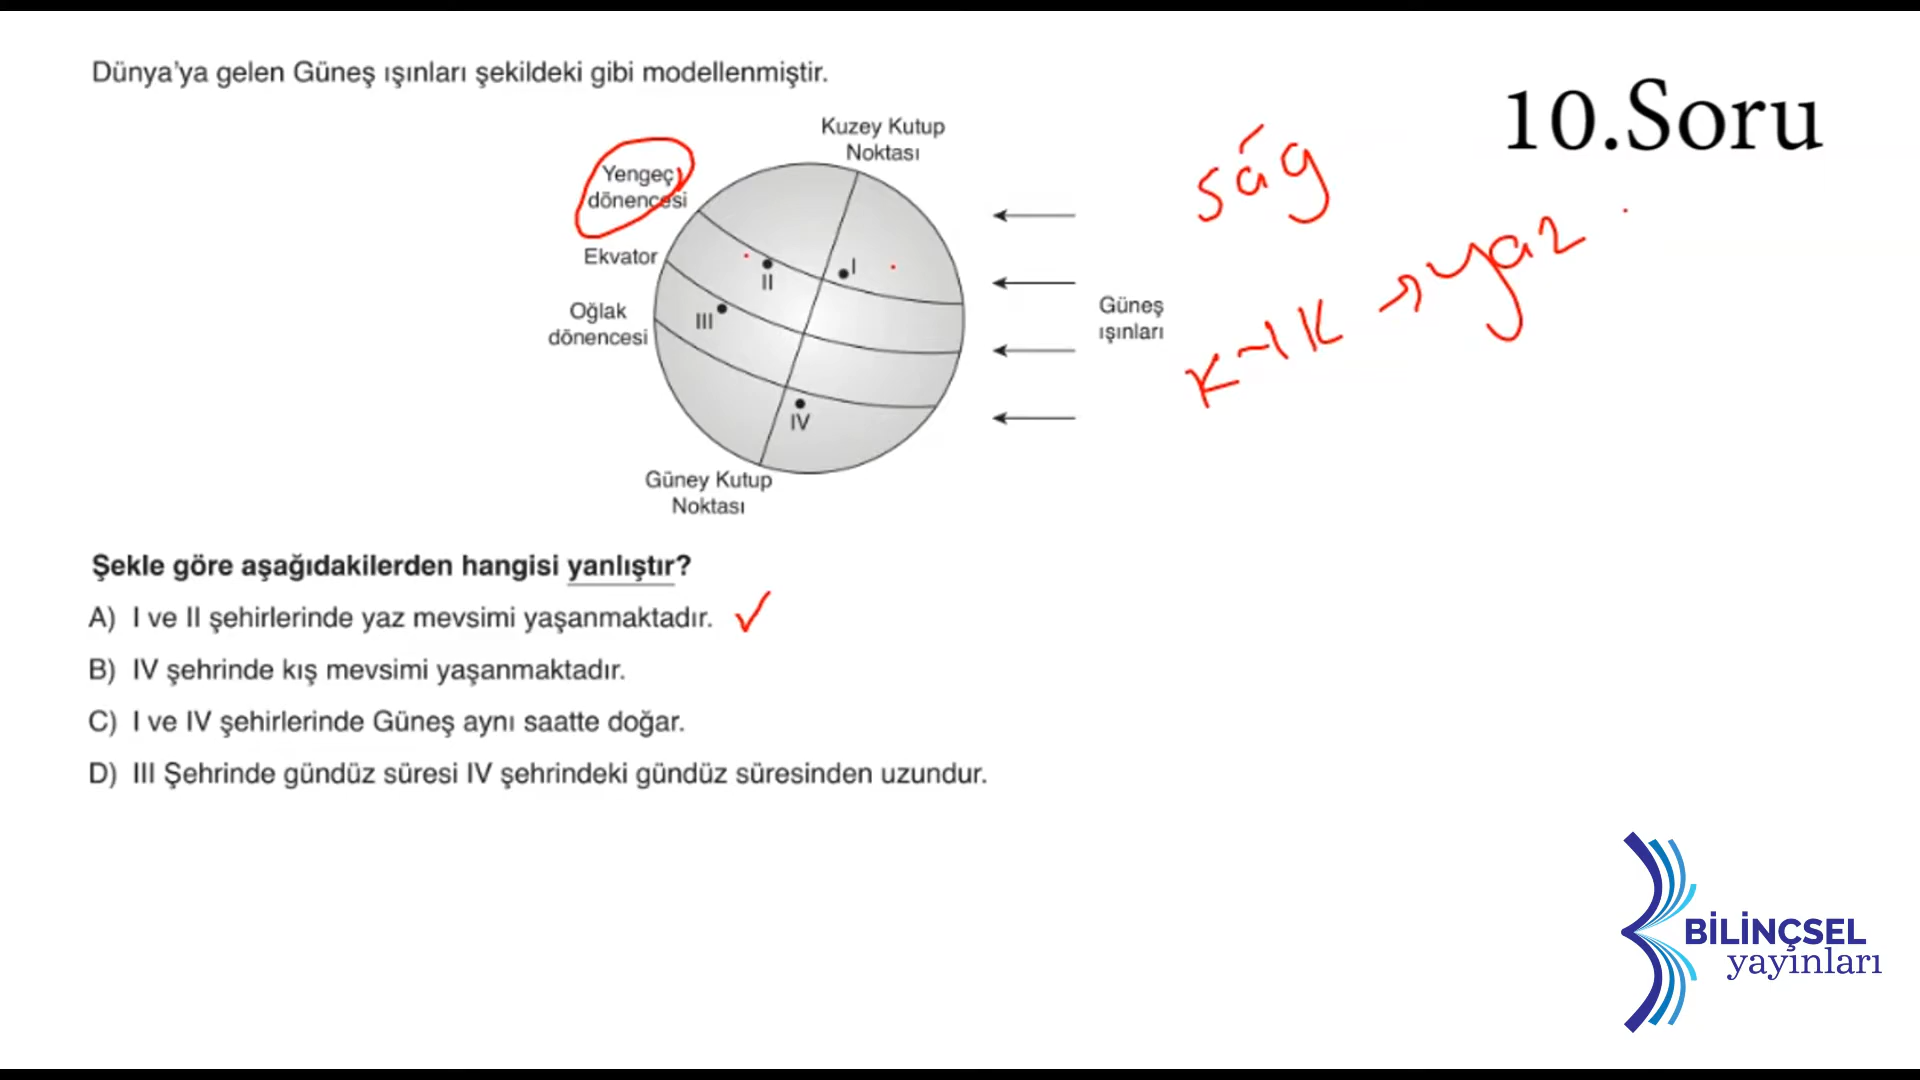 Dünya'ya gelen Güneş ışınları şekildeki gibi modellenmiştir.
10.Soru
Kuzey Kutup
Noktası
Yengeç
dönencesi
Ekvator
Oğlak
dönencesi
I
II
III
IV
Güneş
ışınları
Güney Kutup
Noktası
sağ
KYK → yaz
Şekle göre aşağıdakilerden hangisi yanlıştır?
A) I ve II şehirlerinde yaz mevsimi yaşanmaktadır.
B) IV şehrinde kış mevsimi yaşanmaktadır.
C) I ve IV şehirlerinde Güneş aynı saatte doğar.
D) III Şehrinde gündüz süresi IV şehrindeki gündüz süresinden uzundur.
BİLİNÇSEL
yayınları